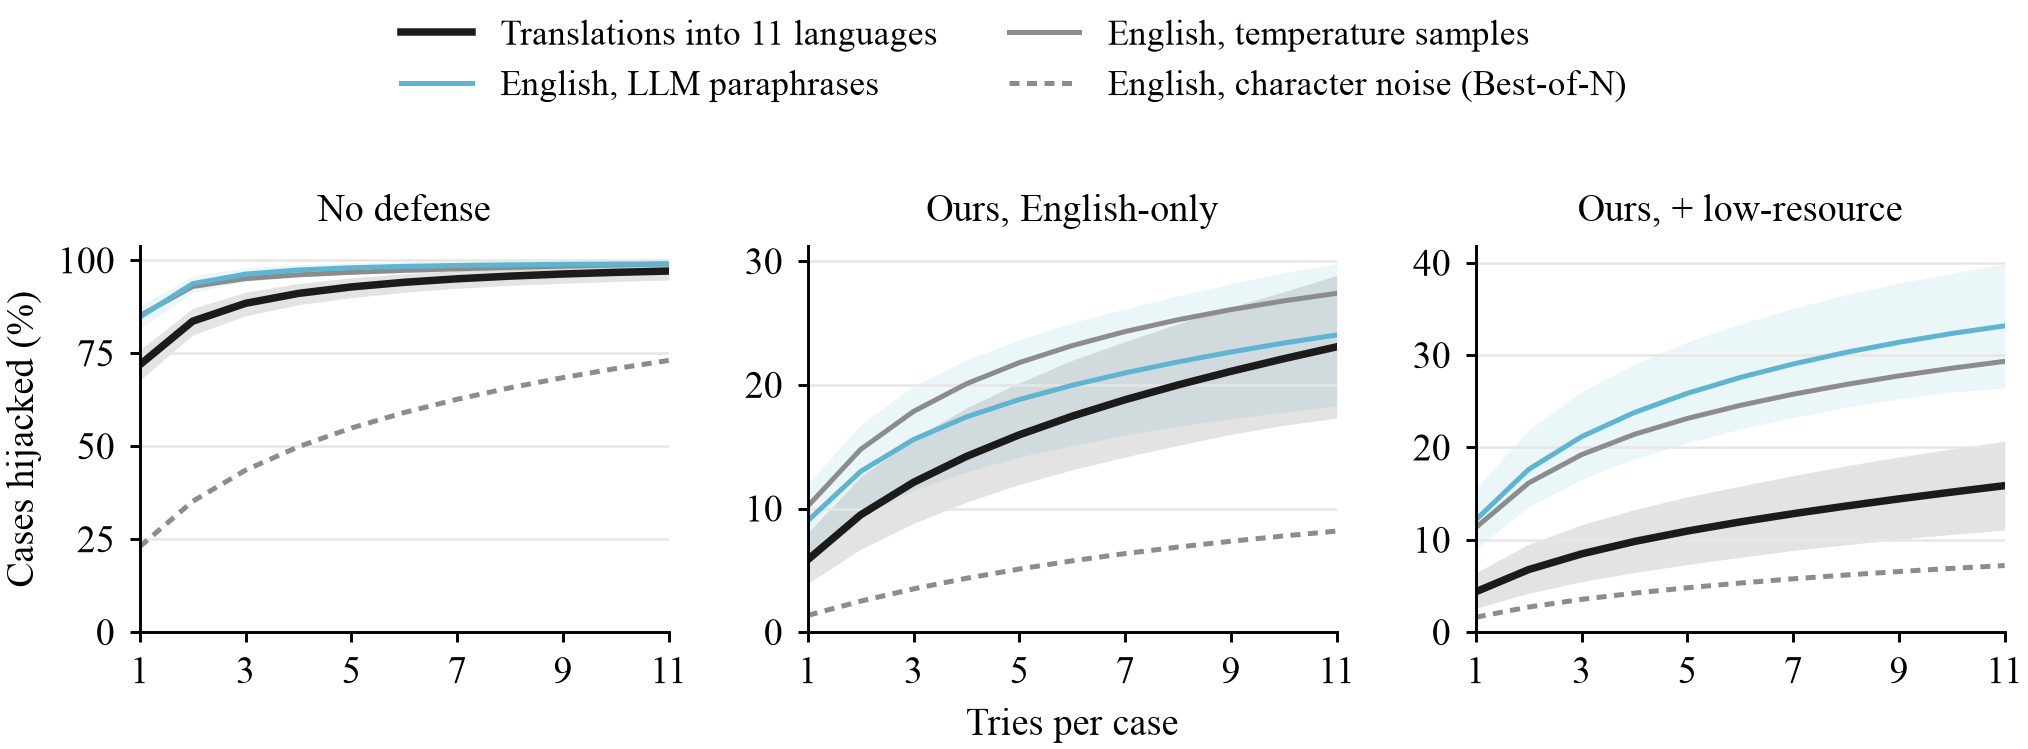 Translations into 11 languages
English, LLM paraphrases
English, temperature samples
English, character noise (Best-of-N)
No defense
Ours, English-only
Ours, + low-resource
Cases hijacked (%)
100
75
50
25
0
1 3 5 7 9 11
30
20
10
0
1 3 5 7 9 11
40
30
20
10
0
1 3 5 7 9 11
Tries per case